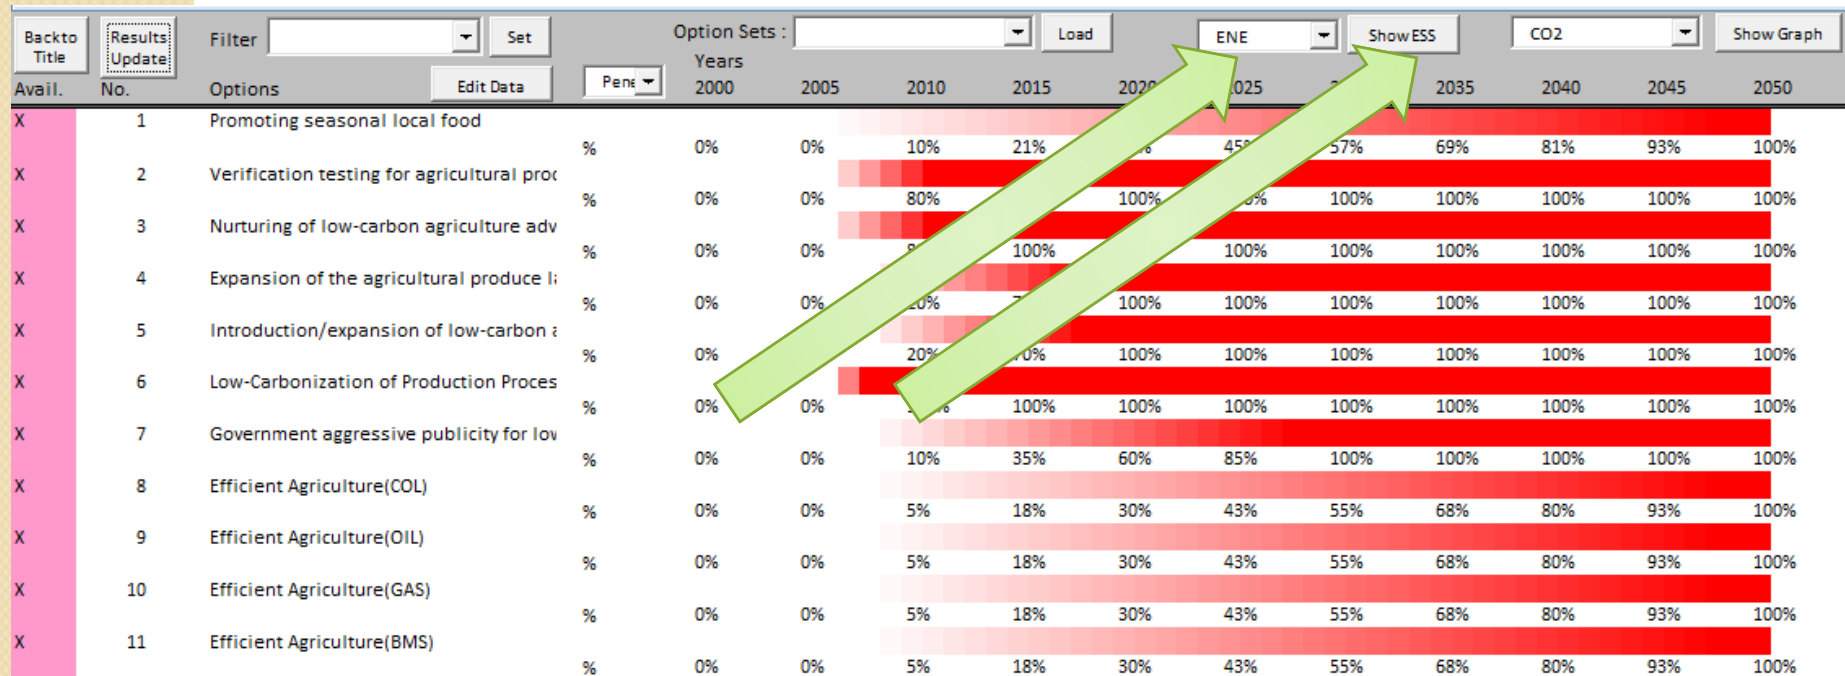 Backto Title
Results Update
Filter
Set
Option Sets :
Load
ENE
Show ESS
CO2
Show Graph
Years
Avail. No. Options Edit Data Pene 2000 2005 2010 2015 2020 2025 2035 2040 2045 2050
X 1 Promoting seasonal local food
% 0% 0% 10% 21% 45% 57% 69% 81% 93% 100%
X 2 Verification testing for agricultural prod
% 0% 0% 80% 100% 100% 100% 100% 100% 100%
X 3 Nurturing of low-carbon agriculture adv
% 0% 0% 100% 100% 100% 100% 100% 100% 100%
X 4 Expansion of the agricultural produce la
% 0% 0% 20% 100% 100% 100% 100% 100% 100% 100%
X 5 Introduction/expansion of low-carbon a
% 0% 20% 70% 100% 100% 100% 100% 100% 100% 100%
X 6 Low-Carbonization of Production Proces
% 0% 0% 100% 100% 100% 100% 100% 100% 100% 100%
X 7 Government aggressive publicity for low
% 0% 0% 10% 35% 60% 85% 100% 100% 100% 100% 100%
X 8 Efficient Agriculture(COL)
% 0% 0% 5% 18% 30% 43% 55% 68% 80% 93% 100%
X 9 Efficient Agriculture(OIL)
% 0% 0% 5% 18% 30% 43% 55% 68% 80% 93% 100%
X 10 Efficient Agriculture(GAS)
% 0% 0% 5% 18% 30% 43% 55% 68% 80% 93% 100%
X 11 Efficient Agriculture(BMS)
% 0% 0% 5% 18% 30% 43% 55% 68% 80% 93% 100%